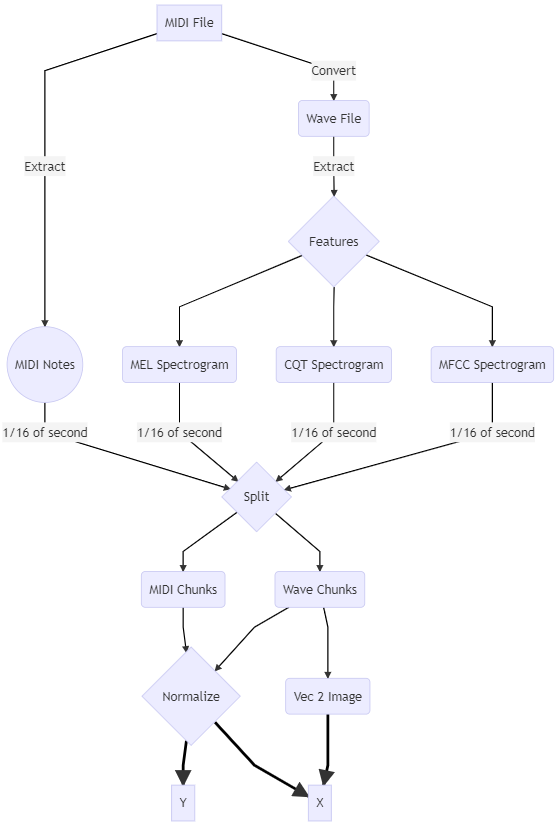 MIDI File
Convert
Wave File
Extract
Extract
Features
MIDI Notes
MEL Spectrogram
CQT Spectrogram
MFCC Spectrogram
1/16 of second
1/16 of second
1/16 of second
1/16 of second
Split
MIDI Chunks
Wave Chunks
Normalize
Vec 2 Image
Y
X